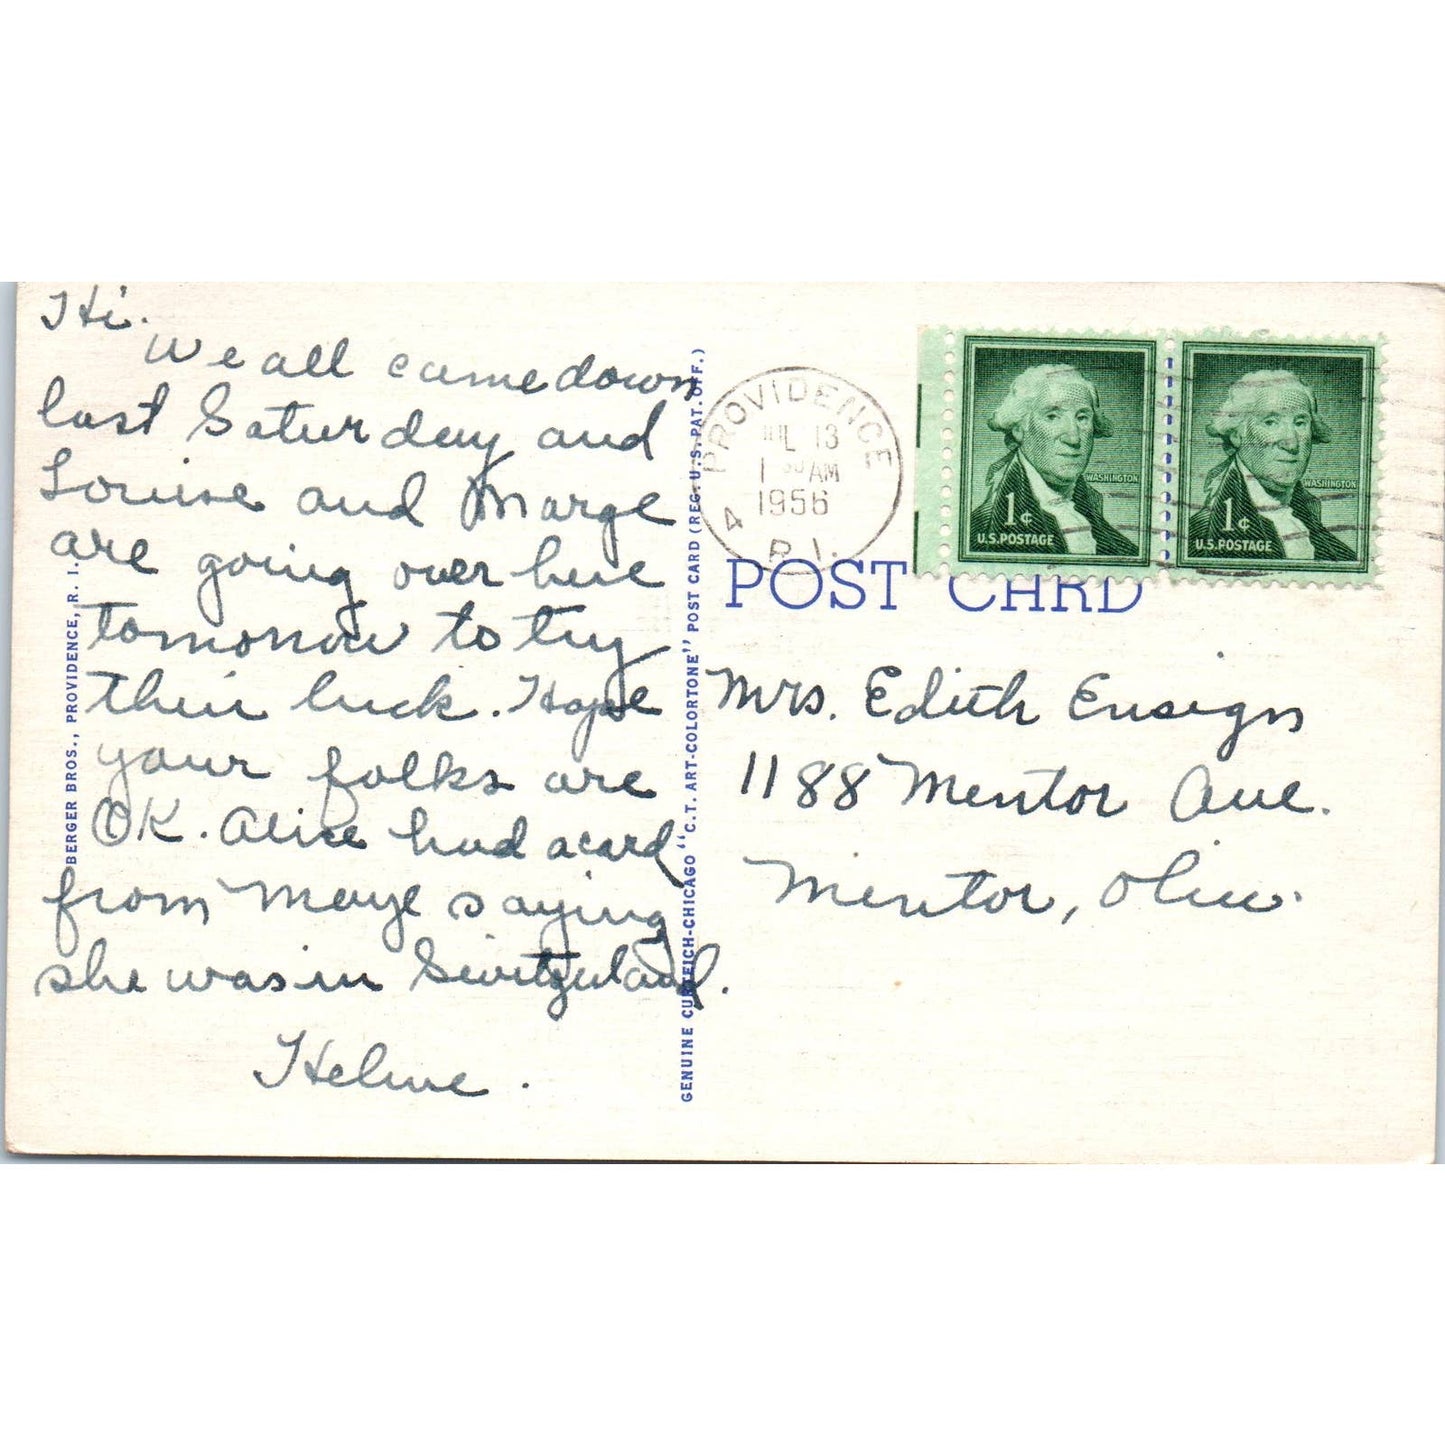 Hi.
We all came down
last Saturday and
Louise and Marge
are going over here
tomorrow to try
their luck. Hope
your folks are
OK. Alice had a card
from Marge saying
she was in Switzerland.
Helene.
BERGER BROS., PROVIDENCE, R. I.
GENUINE CURTEICH-CHICAGO "C.T. ART-COLORTONE" POST CARD (REG. U.S. PAT. OFF.)
PROVIDENCE
JUL 13
1 30 AM
1956
4
R.I.
1¢
WASHINGTON
U.S. POSTAGE
1¢
WASHINGTON
U.S. POSTAGE
POST CARD
Mrs. Edith Ensign
1188 Mentor Ave.
Mentor, Ohio.